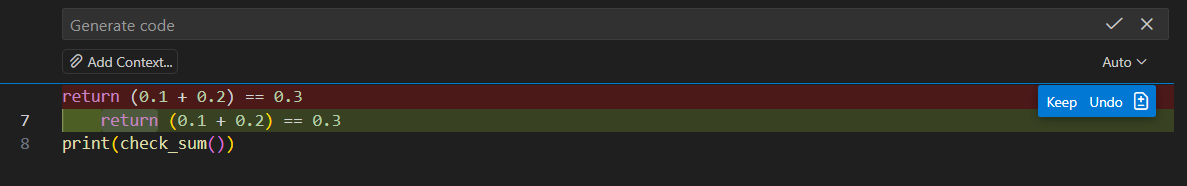 Generate code
Add Context... Auto
return (0.1 + 0.2) == 0.3
Keep Undo
7 return (0.1 + 0.2) == 0.3
8 print(check_sum())